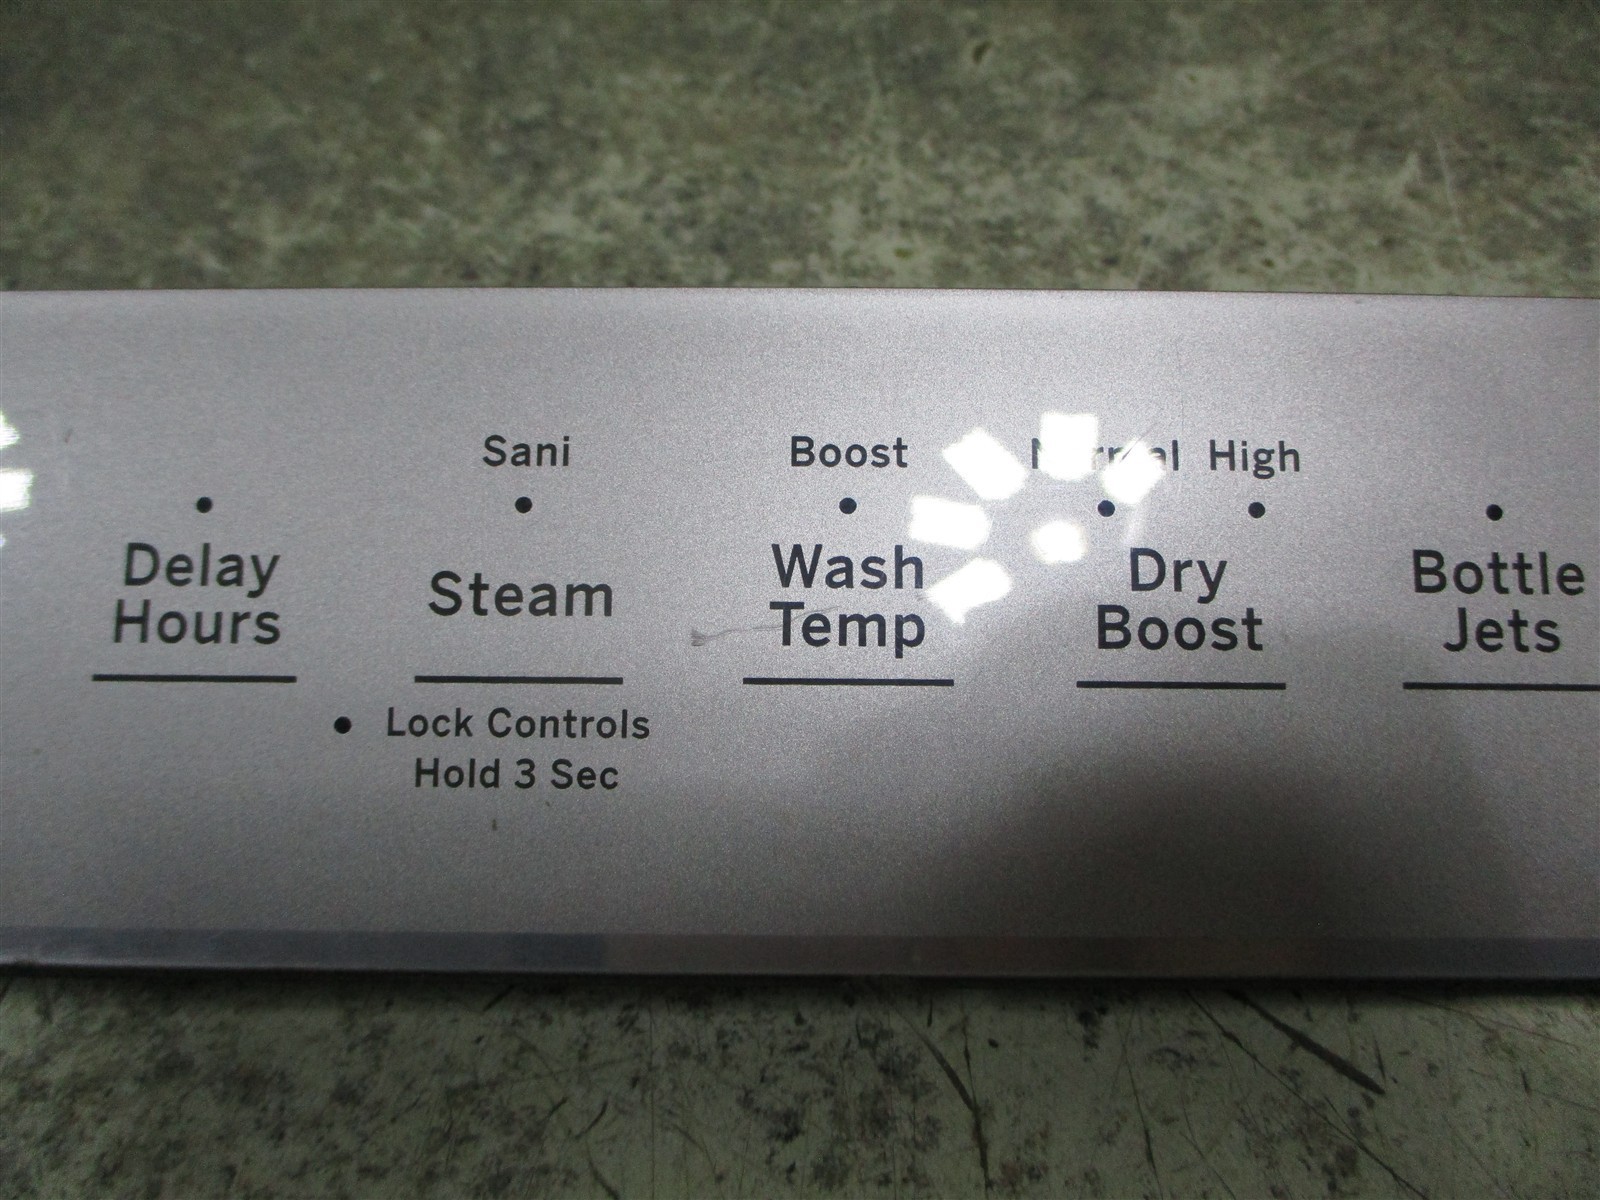 Sani
Boost
High
Delay
Hours
Steam
Wash
Temp
Dry
Boost
Bottle
Jets
Lock Controls
Hold 3 Sec